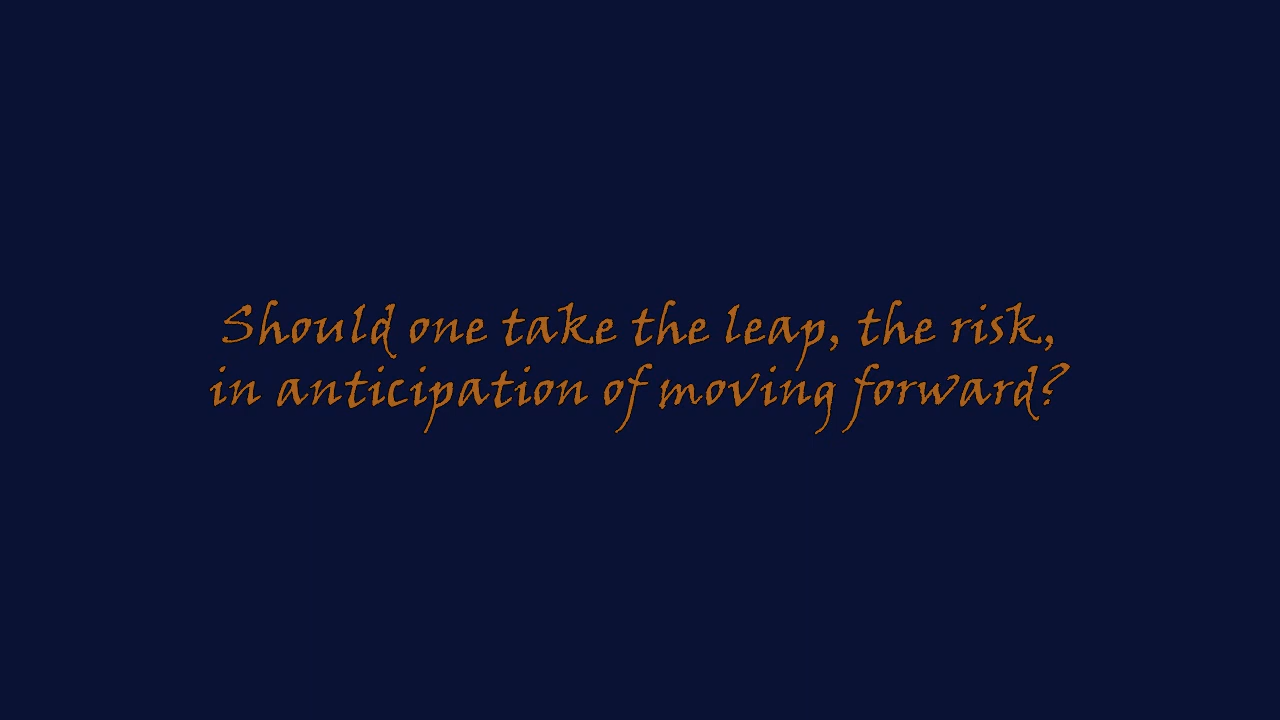 Should one take the leap, the risk,
in anticipation of moving forward?